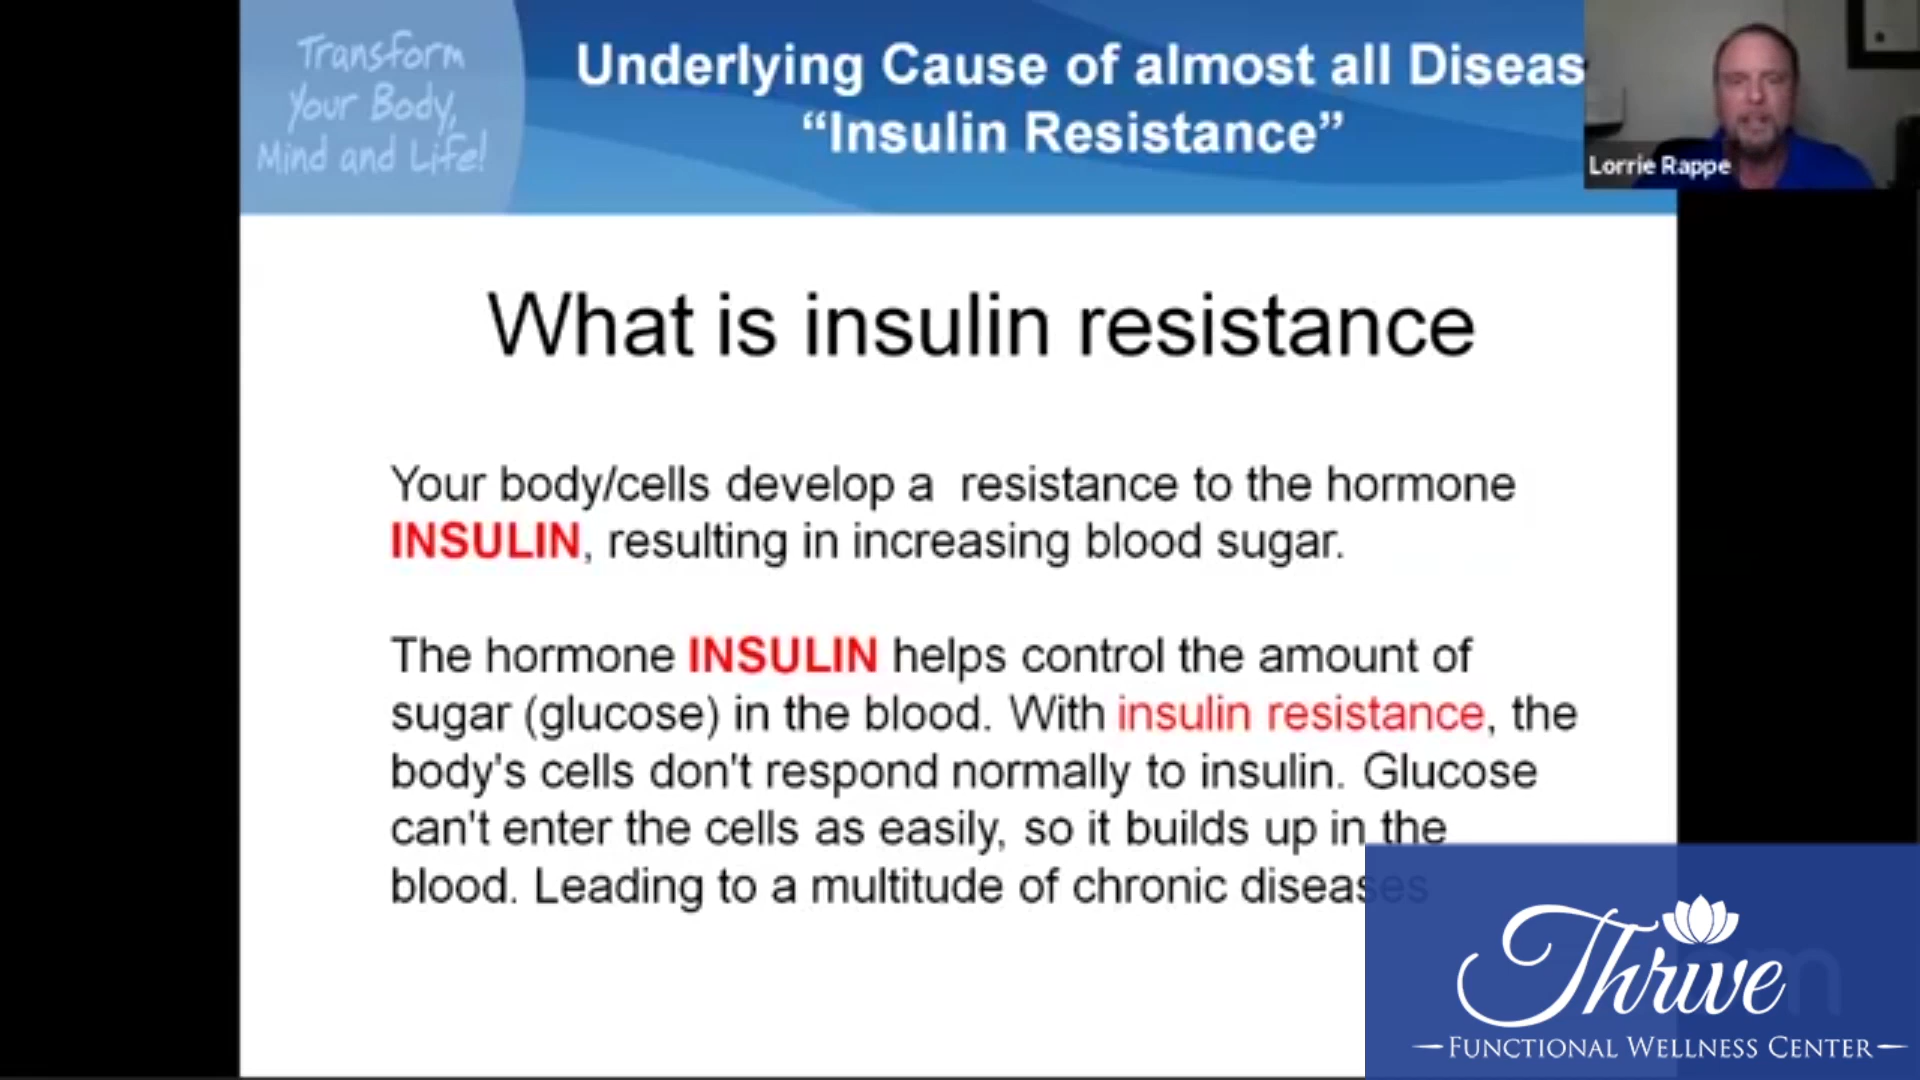 Transform
Your Body,
Mind and Life!
Underlying Cause of almost all Diseas
“Insulin Resistance”
Lorrie Rappe
What is insulin resistance
Your body/cells develop a  resistance to the hormone
INSULIN, resulting in increasing blood sugar.
The hormone INSULIN helps control the amount of
sugar (glucose) in the blood. With insulin resistance, the
body's cells don't respond normally to insulin. Glucose
can't enter the cells as easily, so it builds up in the
blood. Leading to a multitude of chronic diseases
Thrive
FUNCTIONAL WELLNESS CENTER